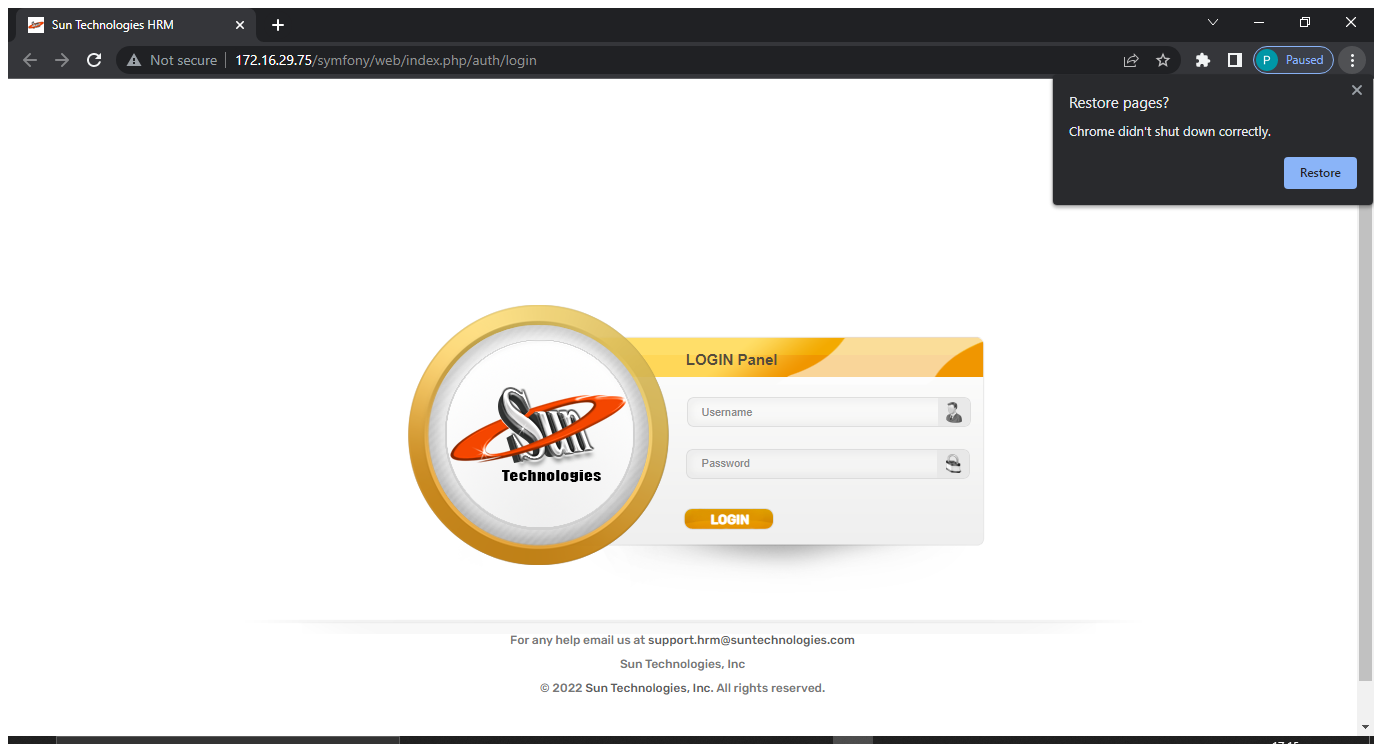 Sun Technologies HRM
Not secure 172.16.29.75/symfony/web/index.php/auth/login
P Paused
Restore pages?
Chrome didn't shut down correctly.
Restore
LOGIN Panel
Username
Password
LOGIN
Sun
Technologies
For any help email us at support.hrm@suntechnologies.com
Sun Technologies, Inc
© 2022 Sun Technologies, Inc. All rights reserved.